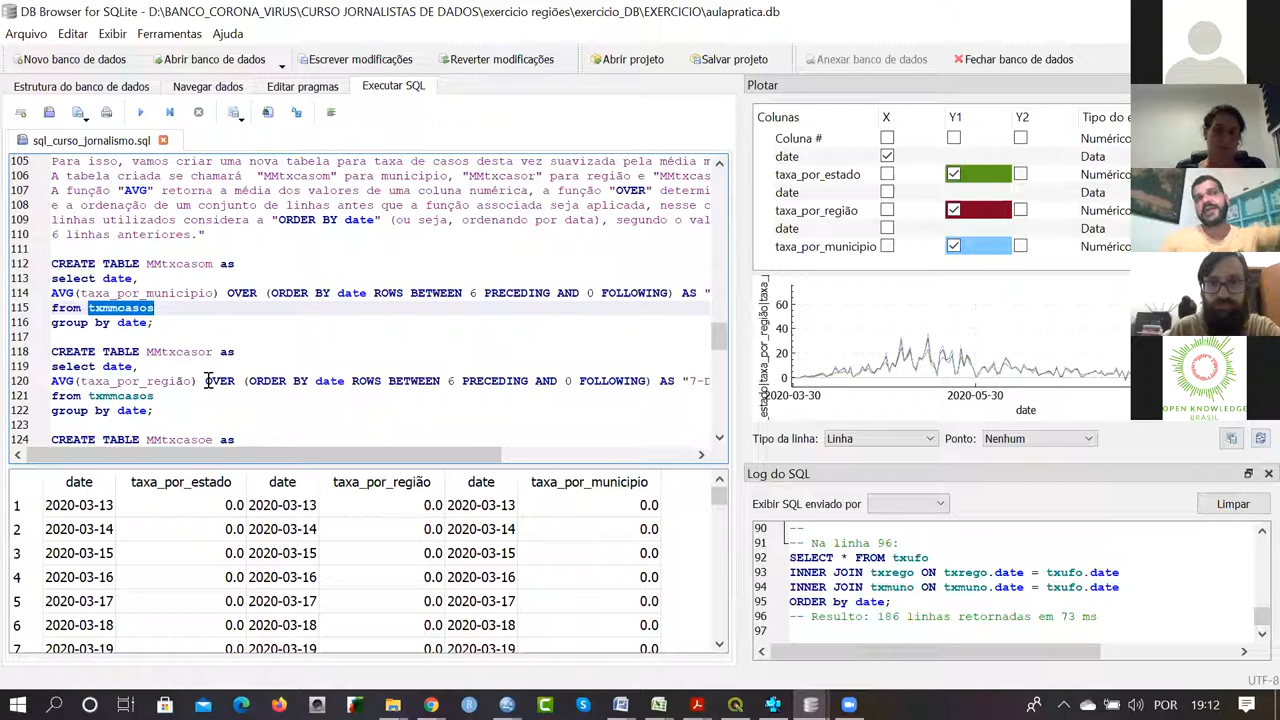 DB Browser for SQLite - D:\BANCO_CORONA_VIRUS\CURSO JORNALISTAS DE DADOS\exercicio regiões\exercicio_DB\EXERCICIO\aulapratica.db
Arquivo Editar Exibir Ferramentas Ajuda
Novo banco de dados Abrir banco de dados Escrever modificações Reverter modificações Abrir projeto Salvar projeto Anexar banco de dados Fechar banco de dados
Estrutura do banco de dados Navegar dados Editar pragmas Executar SQL
sql_curso_jornalismo.sql
105 Para isso, vamos criar uma nova tabela para taxa de casos desta vez suavizada pela média m
106 A tabela criada se chamará "MMtxcasom" para municipio, "MMtxcasor" para região e "MMtxcas
107 A função "AVG" retorna a média dos valores de uma coluna numérica, a função "OVER" determi
108 e a ordenação de um conjunto de linhas antes que a função associada seja aplicada, nesse c
109 linhas utilizados considera "ORDER BY date" (ou seja, ordenando por data), segundo o val
110 6 linhas anteriores."
111
112 CREATE TABLE MMtxcasom as
113 select date,
114 AVG(taxa_por_municipio) OVER (ORDER BY date ROWS BETWEEN 6 PRECEDING AND 0 FOLLOWING) AS "
115 from txmmcasos
116 group by date;
117
118 CREATE TABLE MMtxcasor as
119 select date,
120 AVG(taxa_por_região) OVER (ORDER BY date ROWS BETWEEN 6 PRECEDING AND 0 FOLLOWING) AS "7-D
121 from txmmcasos
122 group by date;
123
124 CREATE TABLE MMtxcasoe as
date taxa_por_estado date taxa_por_região date taxa_por_municipio
1 2020-03-13 0.0 2020-03-13 0.0 2020-03-13 0.0
2 2020-03-14 0.0 2020-03-14 0.0 2020-03-14 0.0
3 2020-03-15 0.0 2020-03-15 0.0 2020-03-15 0.0
4 2020-03-16 0.0 2020-03-16 0.0 2020-03-16 0.0
5 2020-03-17 0.0 2020-03-17 0.0 2020-03-17 0.0
6 2020-03-18 0.0 2020-03-18 0.0 2020-03-18 0.0
7 2020-03-19 0.0 2020-03-19 0.0 2020-03-19 0.0
Plotar
Colunas X Y1 Y2 Tipo do e
Coluna # Numérico
date Data
taxa_por_estado Numérico
date Data
taxa_por_região Numérico
date Data
taxa_por_municipio Numérico
_estado|taxa_por_região|taxa_
60
40
20
0
2020-03-30 2020-05-30
date
Tipo da linha: Linha Ponto: Nenhum
Log do SQL
Exibir SQL enviado por Limpar
90 --
91 -- Na linha 96:
92 SELECT * FROM txufo
93 INNER JOIN txrego ON txrego.date = txufo.date
94 INNER JOIN txmuno ON txmuno.date = txufo.date
95 ORDER by date;
96 -- Resultado: 186 linhas retornadas em 73 ms
97
UTF-8
OPEN KNOWLEDGE
BRASIL
POR 19:12